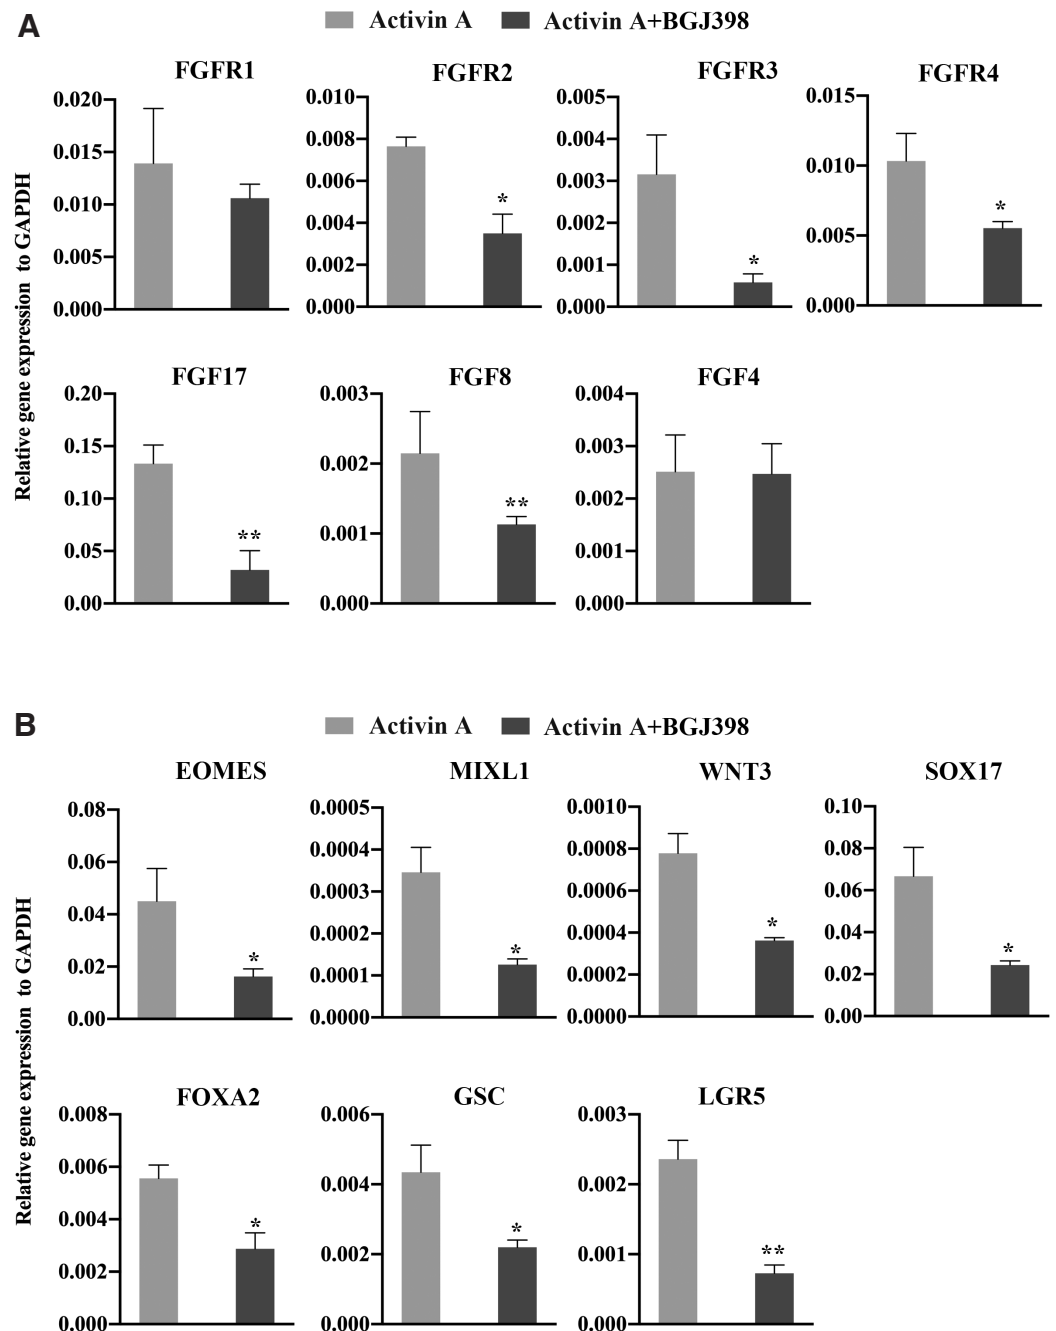 A
Activin A Activin A+BGJ398
Relative gene expression to GAPDH
FGFR1 FGFR2 FGFR3 FGFR4
0.020 0.010 0.005 0.015
0.015 0.008 0.004 0.010
0.010 0.006 0.003 0.005
0.005 0.004 0.002 0.000
0.000 0.002 0.001
0.000 0.000
* * *
FGF17 FGF8 FGF4
0.20 0.003 0.004
0.15 0.002 0.003
0.10 0.001 0.002
0.05 0.000 0.001
0.00 0.000
** **
B
Activin A Activin A+BGJ398
Relative gene expression to GAPDH
EOMES MIXL1 WNT3 SOX17
0.08 0.0005 0.0010 0.10
0.06 0.0004 0.0008 0.08
0.04 0.0003 0.0006 0.06
0.02 0.0002 0.0004 0.04
0.00 0.0001 0.0002 0.02
0.0000 0.0000 0.00
* * * *
FOXA2 GSC LGR5
0.008 0.006 0.003
0.006 0.004 0.002
0.004 0.002 0.001
0.002 0.000 0.000
0.000
* * **